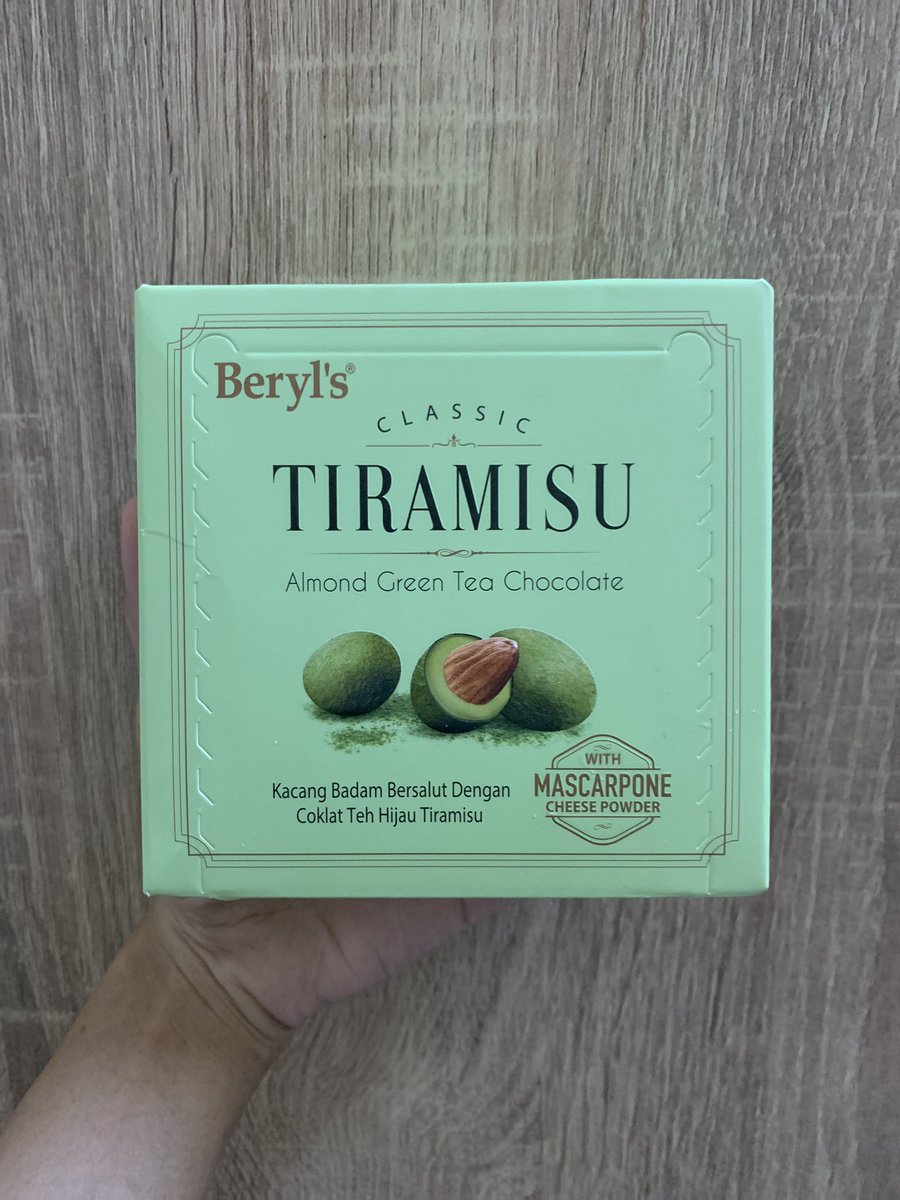 Beryl's®
CLASSIC
TIRAMISU
Almond Green Tea Chocolate
Kacang Badam Bersalut Dengan
Coklat Teh Hijau Tiramisu
WITH
MASCARPONE
CHEESE POWDER